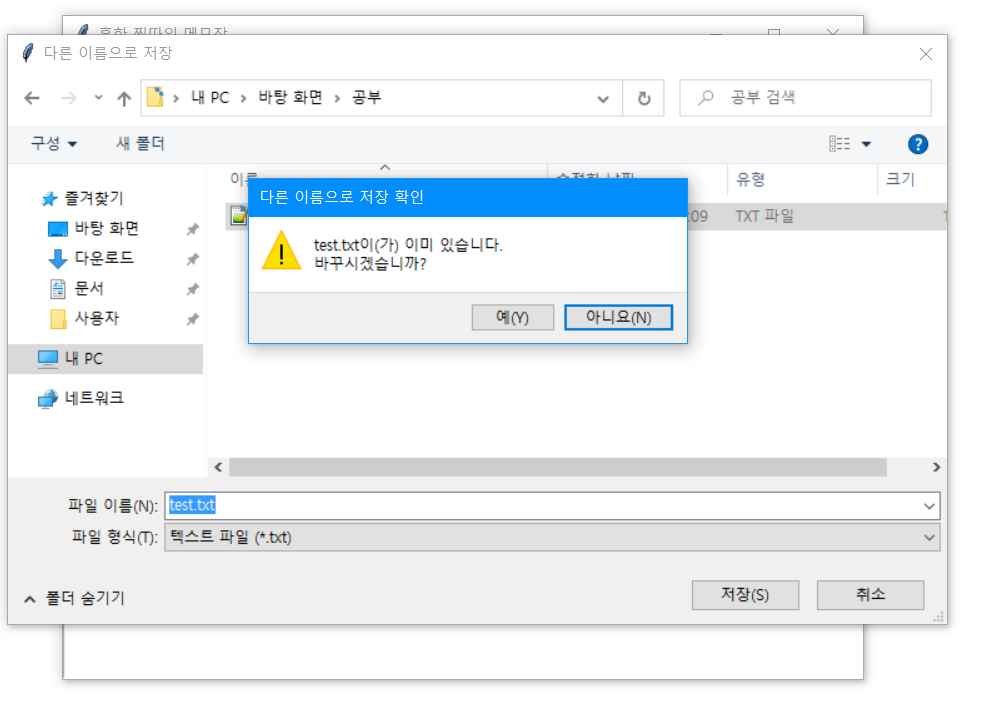 다른 이름으로 저장
내 PC
바탕 화면
공부
공부 검색
구성
새 폴더
유형
크기
즐겨찾기
바탕 화면
다운로드
문서
사용자
내 PC
네트워크
:09
TXT 파일
다른 이름으로 저장 확인
test.txt이(가) 이미 있습니다.
바꾸시겠습니까?
예(Y)
아니요(N)
파일 이름(N):
test.txt
파일 형식(T):
텍스트 파일 (*.txt)
폴더 숨기기
저장(S)
취소